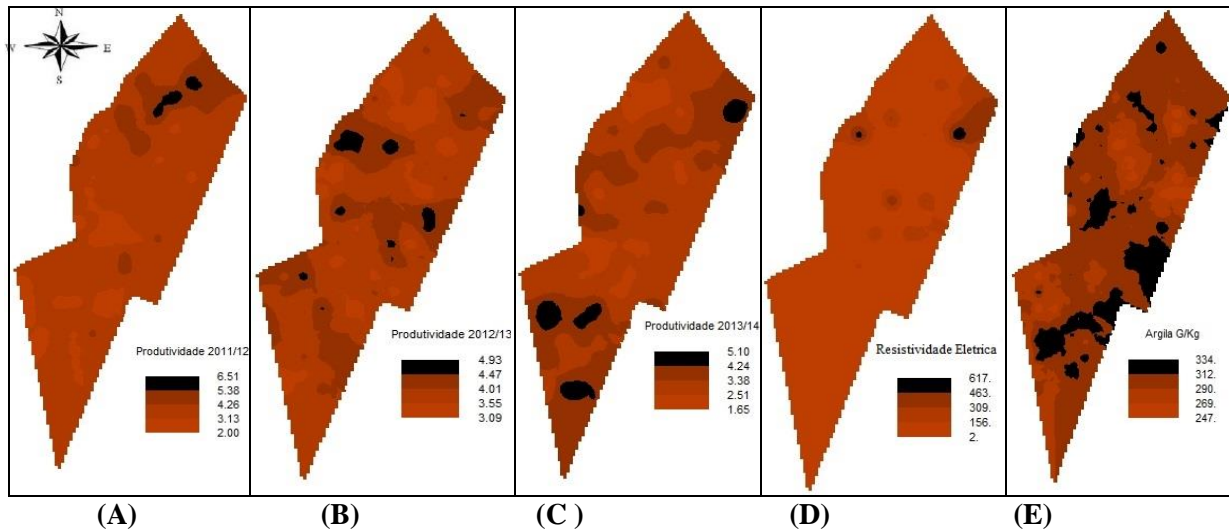 N
W E
S
Produtividade 2011/12
6.51
5.38
4.26
3.13
2.00
Produtividade 2012/13
4.93
4.47
4.01
3.55
3.09
Produtividade 2013/14
5.10
4.24
3.38
2.51
1.65
Resistividade Eletrica
617.
463.
309.
156.
2.
Argila G/Kg
334.
312.
290.
269.
247.
(A) (B) (C ) (D) (E)